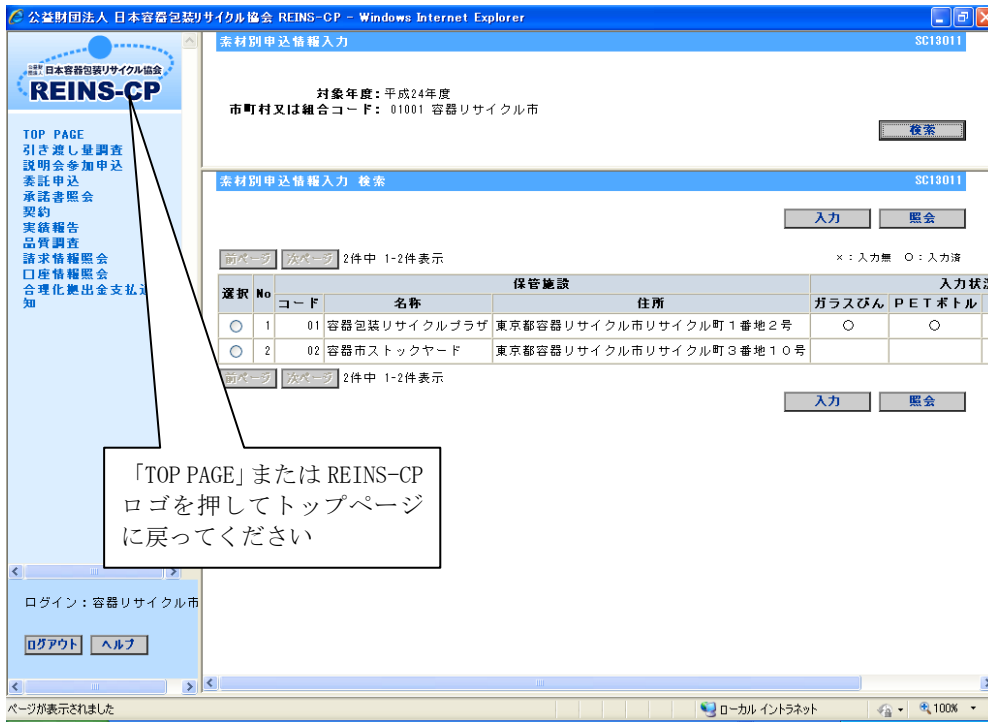 公益財団法人 日本容器包装リサイクル協会 REINS-CP - Windows Internet Explorer
公益財団法人 日本容器包装リサイクル協会
REINS-CP
TOP PAGE
引き渡し量調査
説明会参加申込
委託申込
承諾書照会
契約
実績報告
品質調査
請求情報照会
口座情報照会
合理化拠出金支払
知
ログイン：容器リサイクル市
ログアウト ヘルプ
素材別申込情報入力 SC13011
対象年度：平成24年度
市町村又は組合コード： 01001 容器リサイクル市
検索
素材別申込情報入力 検索 SC13011
入力 照会
前ページ 次ページ 2件中 1-2件表示 ×：入力無 ○：入力済
選択 No 保管施設 入力状
コード 名称 住所 ガラスびん PETボトル
1 01 容器包装リサイクルプラザ 東京都容器リサイクル市リサイクル町１番地２号 ○ ○
2 02 容器市ストックヤード 東京都容器リサイクル市リサイクル町３番地１０号
前ページ 次ページ 2件中 1-2件表示
入力 照会
「TOP PAGE」または REINS-CP
ロゴを押してトップページ
に戻ってください
ページが表示されました ローカル イントラネット 100%